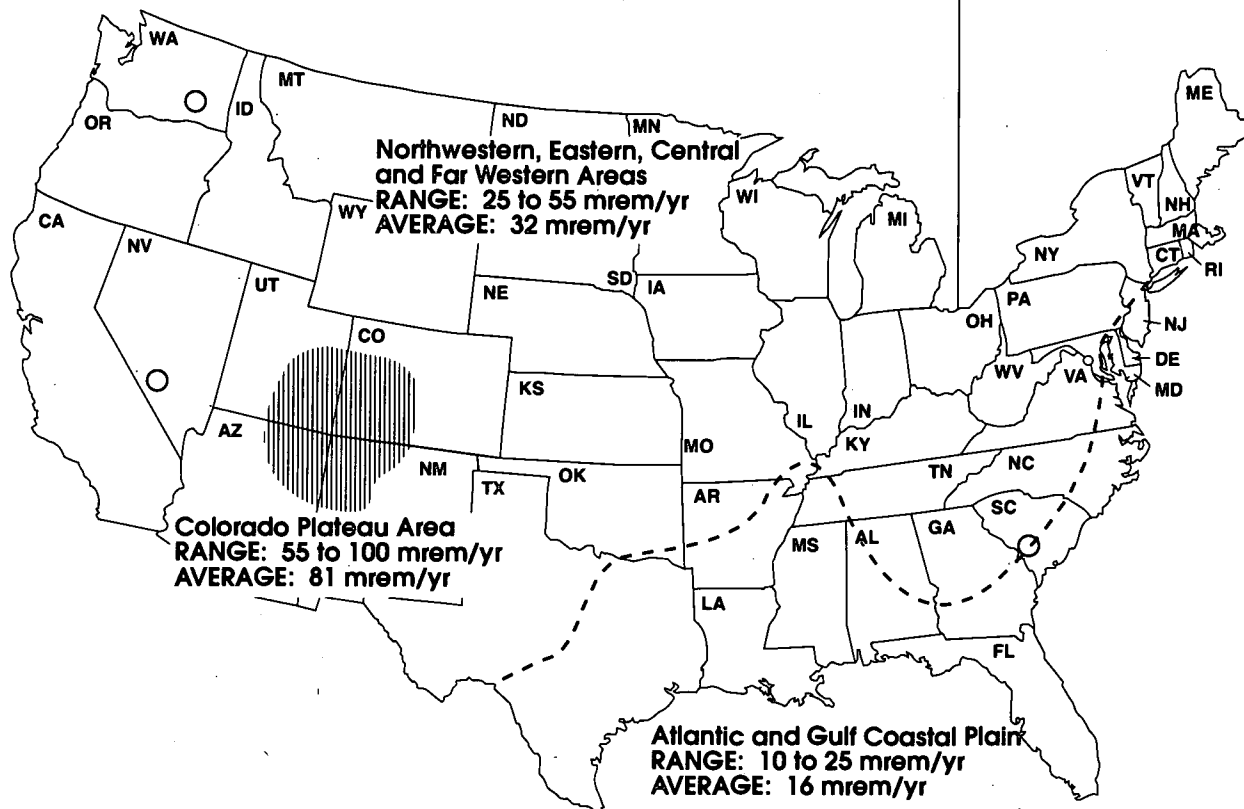 WA
MT
ID
OR
ND
MN
Northwestern, Eastern, Central
and Far Western Areas
RANGE: 25 to 55 mrem/yr
AVERAGE: 32 mrem/yr
WY
WI
MI
ME
VT
NH
MA
CT
RI
NY
CA
NV
UT
CO
NE
SD
IA
PA
OH
NJ
DE
MD
VA
WV
KS
MO
IL
IN
KY
AZ
NM
TX
OK
AR
TN
NC
SC
MS
AL
GA
LA
FL
Colorado Plateau Area
RANGE: 55 to 100 mrem/yr
AVERAGE: 81 mrem/yr
Atlantic and Gulf Coastal Plain
RANGE: 10 to 25 mrem/yr
AVERAGE: 16 mrem/yr